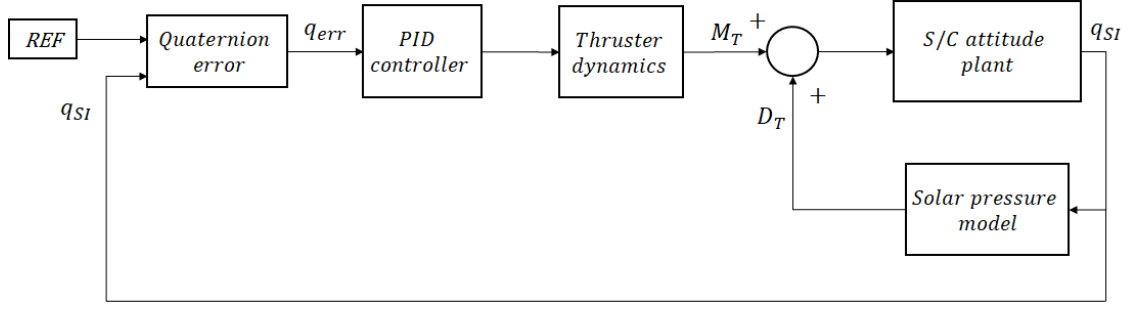 REF
Quaternion
error
q_err
PID
controller
Thruster
dynamics
M_T +
+
D_T
S/C attitude
plant
q_SI
Solar pressure
model
q_SI